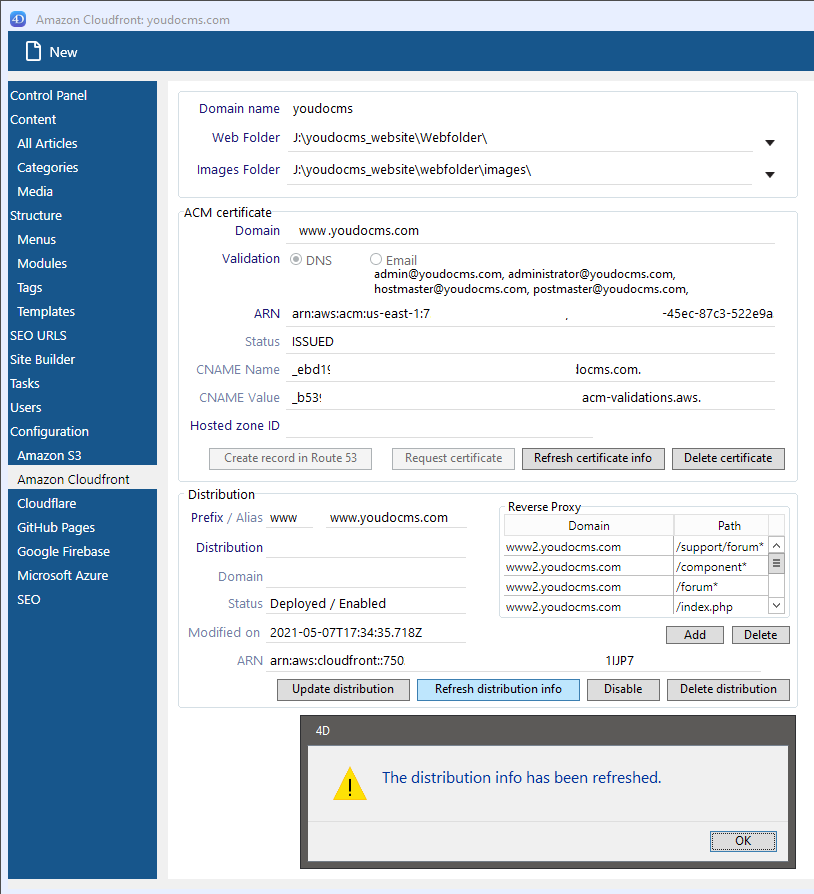 4D Amazon Cloudfront: youdocms.com
New
Control Panel
Content
All Articles
Categories
Media
Structure
Menus
Modules
Tags
Templates
SEO URLS
Site Builder
Tasks
Users
Configuration
Amazon S3
Amazon Cloudfront
Cloudflare
GitHub Pages
Google Firebase
Microsoft Azure
SEO
Domain name youdocms
Web Folder J:\youdocms_website\Webfolder\
Images Folder J:\youdocms_website\webfolder\images\
ACM certificate
Domain www.youdocms.com
Validation DNS Email
admin@youdocms.com, administrator@youdocms.com,
hostmaster@youdocms.com, postmaster@youdocms.com,
ARN arn:aws:acm:us-east-1:7 -45ec-87c3-522e9a
Status ISSUED
CNAME Name _ebd19 docms.com.
CNAME Value _b539 acm-validations.aws.
Hosted zone ID
Create record in Route 53 Request certificate Refresh certificate info Delete certificate
Distribution
Prefix / Alias www www.youdocms.com
Distribution
Domain
Status Deployed / Enabled
Modified on 2021-05-07T17:34:35.718Z
ARN arn:aws:cloudfront::750 1IJP7
Reverse Proxy
Domain Path
www2.youdocms.com /support/forum*
www2.youdocms.com /component*
www2.youdocms.com /forum*
www2.youdocms.com /index.php
Add Delete
Update distribution Refresh distribution info Disable Delete distribution
4D
The distribution info has been refreshed.
OK